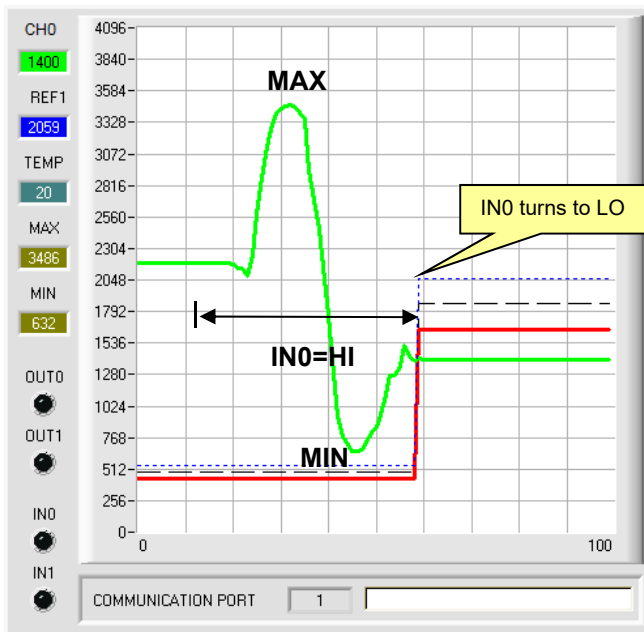 CH0
1400
REF1
2059
TEMP
20
MAX
3486
MIN
632
OUT0
OUT1
IN0
IN1
4096-
3840-
3584-
3328-
3072-
2816-
2560-
2304-
2048-
1792-
1536-
1280-
1024-
768-
512-
256-
0-
0
100
MAX
IN0 turns to LO
IN0=HI
MIN
COMMUNICATION PORT
1